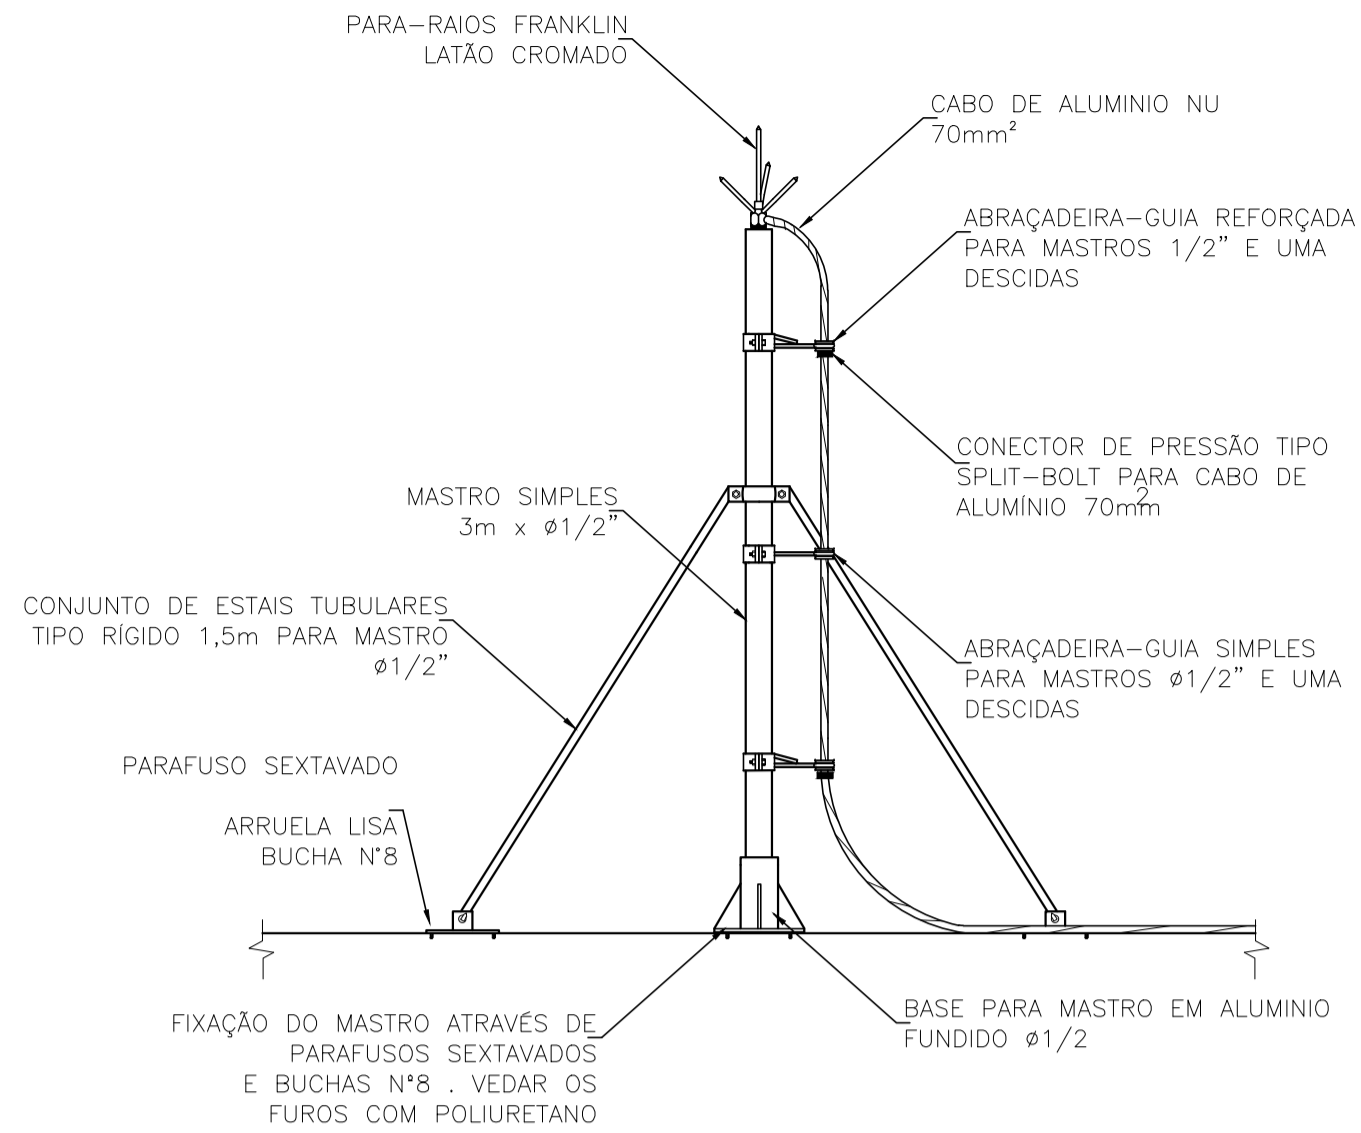 PARA-RAIOS FRANKLIN
LATÃO CROMADO
CABO DE ALUMINIO NU
70mm²
ABRAÇADEIRA-GUIA REFORÇADA
PARA MASTROS 1/2" E UMA
DESCIDAS
CONECTOR DE PRESSÃO TIPO
SPLIT-BOLT PARA CABO DE
ALUMÍNIO 70mm²
MASTRO SIMPLES
3m x ø1/2"
CONJUNTO DE ESTAIS TUBULARES
TIPO RÍGIDO 1,5m PARA MASTRO
ø1/2"
ABRAÇADEIRA-GUIA SIMPLES
PARA MASTROS ø1/2" E UMA
DESCIDAS
PARAFUSO SEXTAVADO
ARRUELA LISA
BUCHA N°8
BASE PARA MASTRO EM ALUMINIO
FUNDIDO ø1/2
FIXAÇÃO DO MASTRO ATRAVÉS DE
PARAFUSOS SEXTAVADOS
E BUCHAS Nº8 . VEDAR OS
FUROS COM POLIURETANO